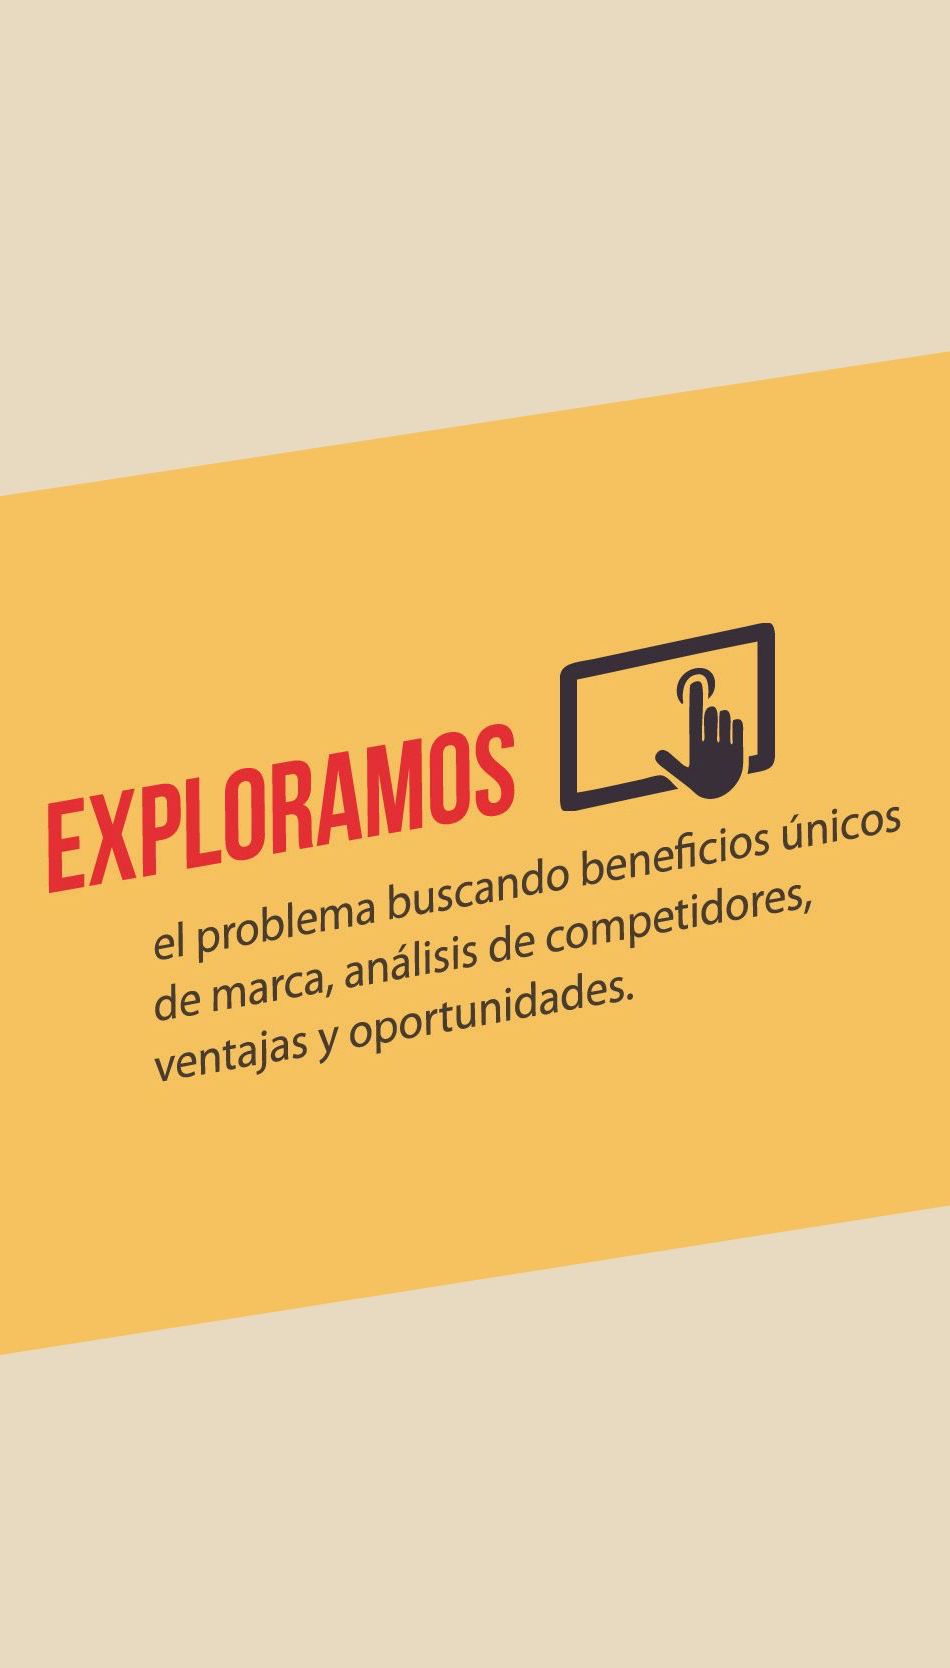 EXPLORAMOS
el problema buscando beneficios únicos
de marca, análisis de competidores,
ventajas y oportunidades.